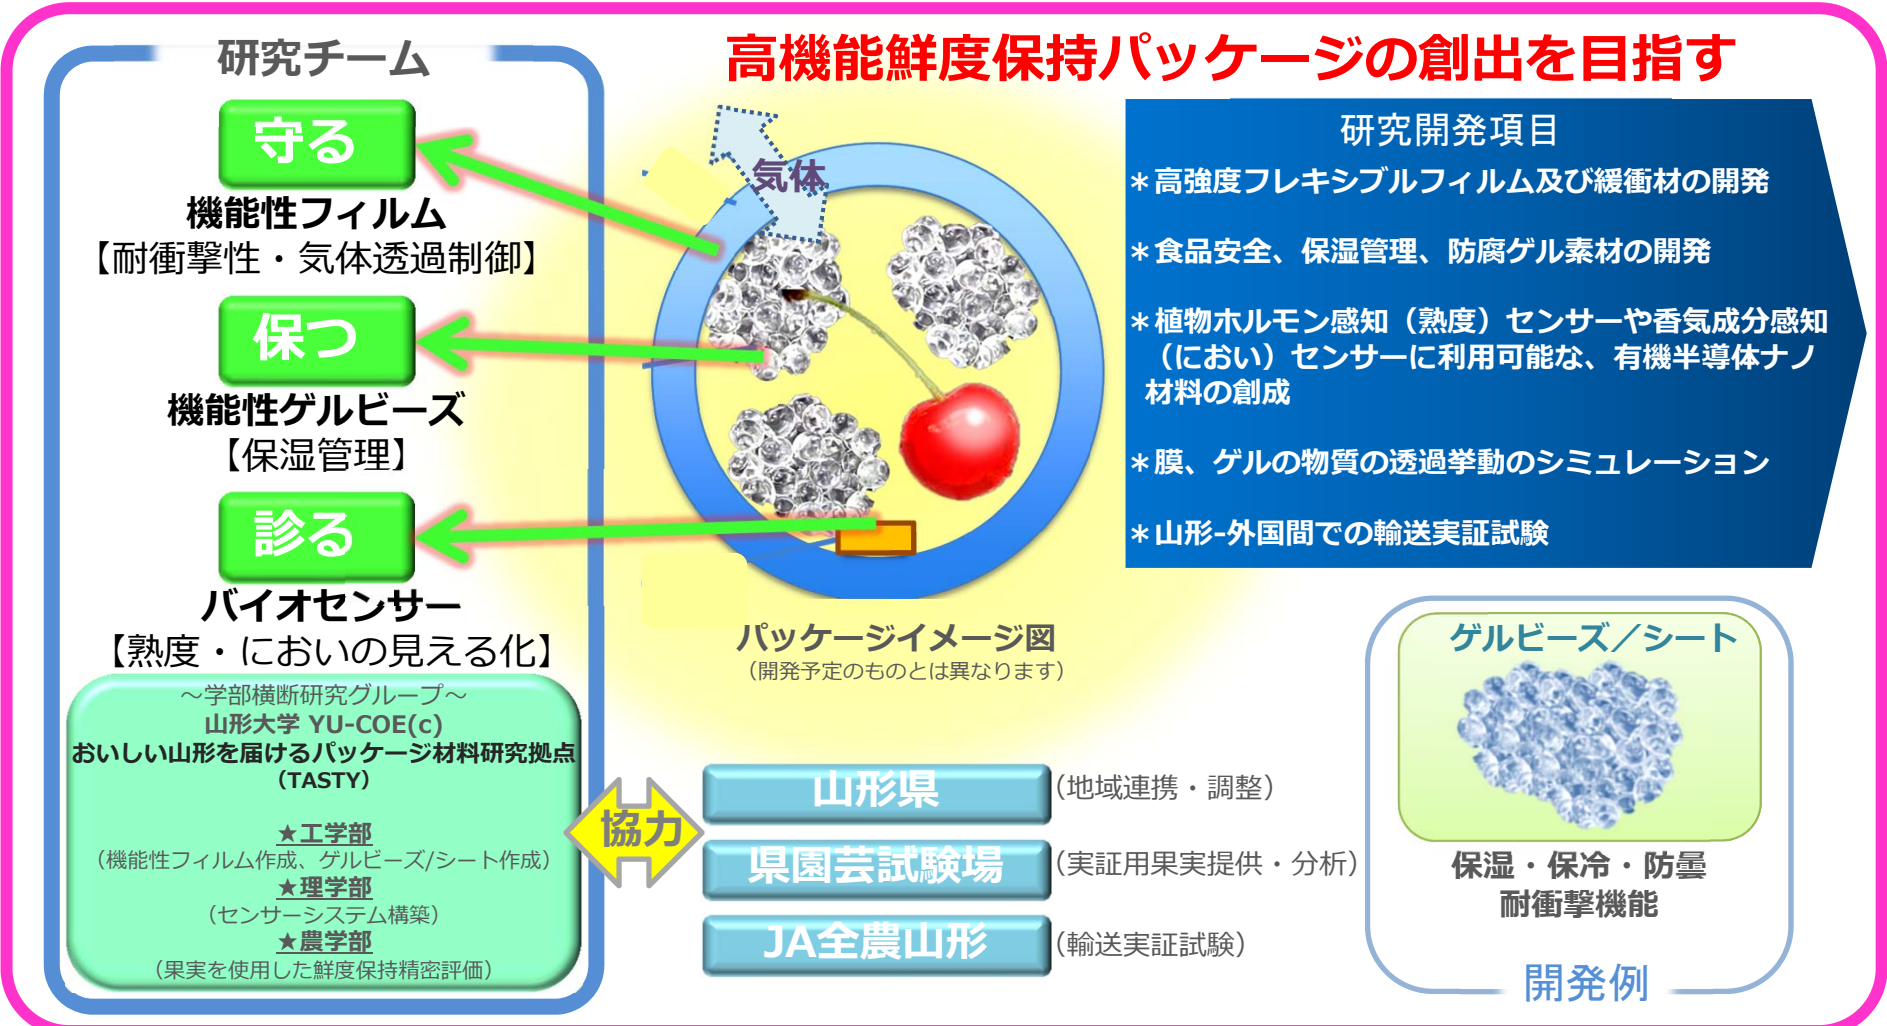 研究チーム
守る
機能性フィルム
【耐衝撃性・気体透過制御】
保つ
機能性ゲルビーズ
【保湿管理】
診る
バイオセンサー
【熟度・においの見える化】
～学部横断研究グループ～
山形大学 YU-COE(c)
おいしい山形を届けるパッケージ材料研究拠点
（TASTY）
★工学部
（機能性フィルム作成、ゲルビーズ/シート作成）
★理学部
（センサーシステム構築）
★農学部
（果実を使用した鮮度保持精密評価）
高機能鮮度保持パッケージの創出を目指す
気体
パッケージイメージ図
（開発予定のものとは異なります）
研究開発項目
＊高強度フレキシブルフィルム及び緩衝材の開発
＊食品安全、保湿管理、防腐ゲル素材の開発
＊植物ホルモン感知（熟度）センサーや香気成分感知
（におい）センサーに利用可能な、有機半導体ナノ
材料の創成
＊膜、ゲルの物質の透過挙動のシミュレーション
＊山形-外国間での輸送実証試験
協力
山形県
（地域連携・調整）
県園芸試験場
（実証用果実提供・分析）
JA全農山形
（輸送実証試験）
ゲルビーズ／シート
保湿・保冷・防曇
耐衝撃機能
開発例